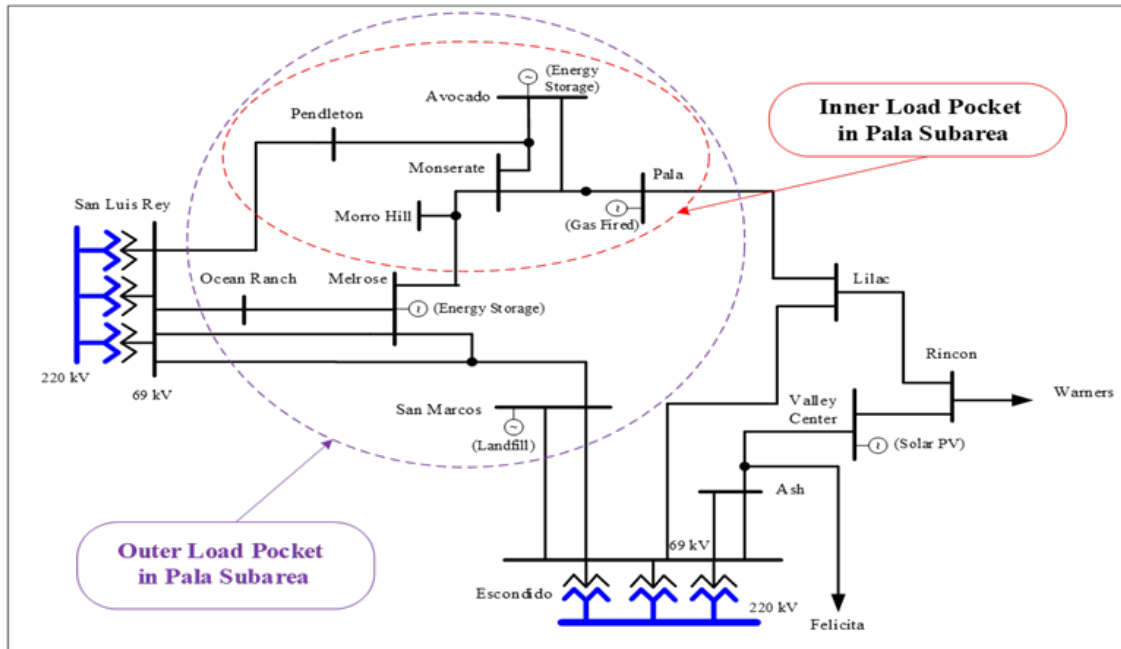 (Energy
Storage)
Avocado
Pendleton
Inner Load Pocket
in Pala Subarea
Monserate
Pala
San Luis Rey
Morro Hill
(Gas Fired)
Ocean Ranch
Melrose
Lilac
(Energy Storage)
Rincon
220 kV
69 kV
Valley
Center
Warners
San Marcos
(Landfill)
(Solar PV)
Ash
Outer Load Pocket
in Pala Subarea
69 kV
Escondido
220 kV
Felicita